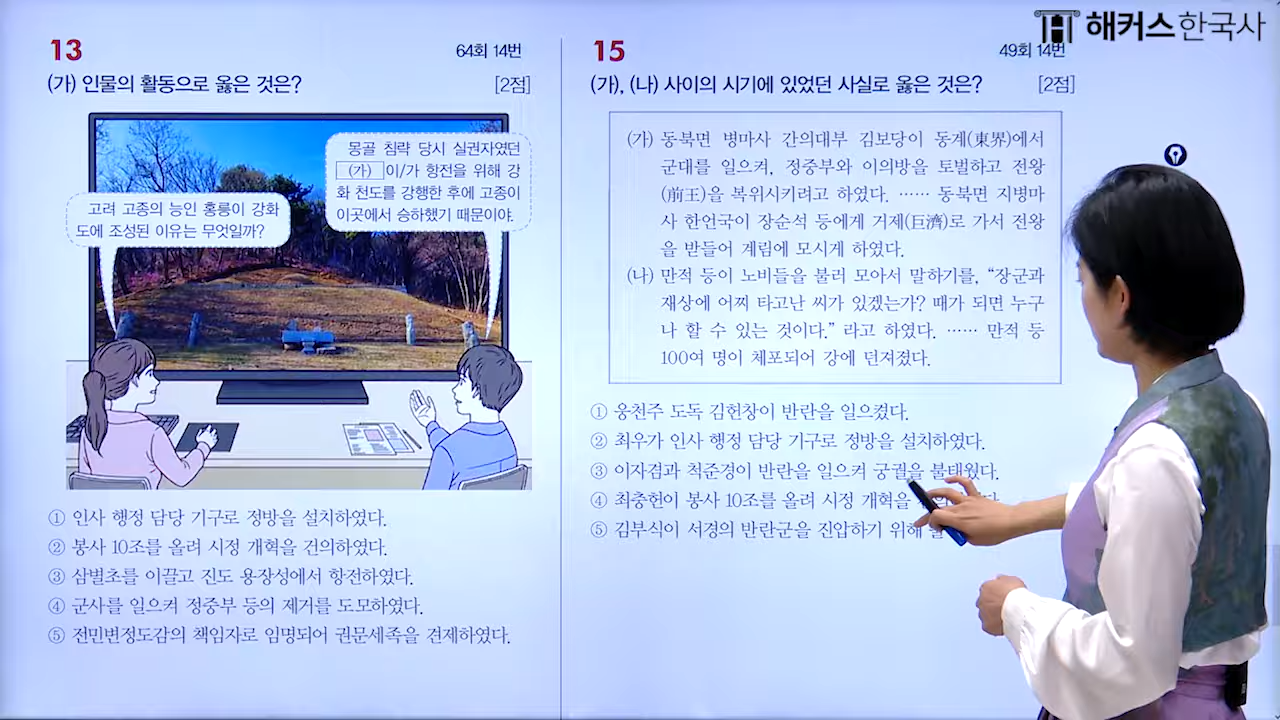 해커스한국사
13
64회 14번
(가) 인물의 활동으로 옳은 것은?
[2점]
고려 고종의 능인 홍릉이 강화
도에 조성된 이유는 무엇일까?
몽골 침략 당시 실권자였던
(가) 이/가 항전을 위해 강
화 천도를 강행한 후에 고종이
이곳에서 승하했기 때문이야.
① 인사 행정 담당 기구로 정방을 설치하였다.
② 봉사 10조를 올려 시정 개혁을 건의하였다.
③ 삼별초를 이끌고 진도 용장성에서 항전하였다.
④ 군사를 일으켜 정중부 등의 제거를 도모하였다.
⑤ 전민변정도감의 책임자로 임명되어 권문세족을 견제하였다.
15
49회 14번
(가), (나) 사이의 시기에 있었던 사실로 옳은 것은?
[2점]
(가) 동북면 병마사 간의대부 김보당이 동계(東界)에서
군대를 일으켜, 정중부와 이의방을 토벌하고 전왕
(前王)을 복위시키려고 하였다. …… 동북면 지병마
사 한언국이 장순석 등에게 거제(巨濟)로 가서 전왕
을 받들어 계림에 모시게 하였다.
(나) 만적 등이 노비들을 불러 모아서 말하기를, “장군과
재상에 어찌 타고난 씨가 있겠는가? 때가 되면 누구
나 할 수 있는 것이다.” 라고 하였다. …… 만적 등
100여 명이 체포되어 강에 던져졌다.
① 웅천주 도독 김헌창이 반란을 일으켰다.
② 최우가 인사 행정 담당 기구로 정방을 설치하였다.
③ 이자겸과 척준경이 반란을 일으켜 궁궐을 불태웠다.
④ 최충헌이 봉사 10조를 올려 시정 개혁을
⑤ 김부식이 서경의 반란군을 진압하기 위해